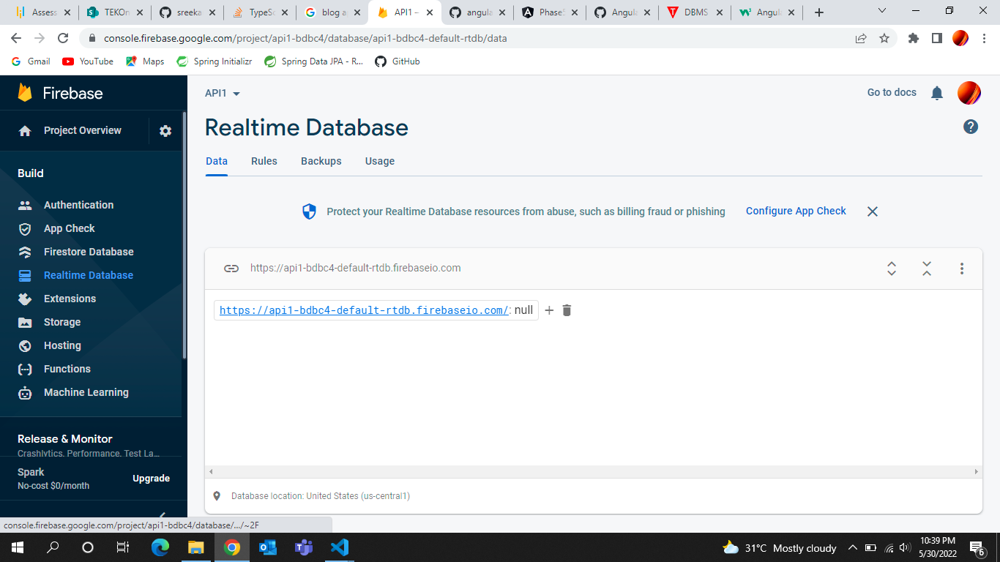 Assess
TEKOn
sreeka
TypeSc
blog a
API1 –
angula
PhaseS
Angula
DBMS
Angula
console.firebase.google.com/project/api1-bdbc4/database/api1-bdbc4-default-rtdb/data
Gmail
YouTube
Maps
Spring Initializr
Spring Data JPA - R...
GitHub
Firebase
API1
Go to docs
Project Overview
Realtime Database
Data
Rules
Backups
Usage
Build
Authentication
App Check
Firestore Database
Realtime Database
Extensions
Storage
Hosting
Functions
Machine Learning
Protect your Realtime Database resources from abuse, such as billing fraud or phishing
Configure App Check
https://api1-bdbc4-default-rtdb.firebaseio.com
https://api1-bdbc4-default-rtdb.firebaseio.com/: null
Release & Monitor
Crashlytics, Performance, Test La...
Spark
No-cost $0/month
Upgrade
Database location: United States (us-central1)
console.firebase.google.com/project/api1-bdbc4/database/.../~2F
31°C Mostly cloudy
10:39 PM
5/30/2022
6